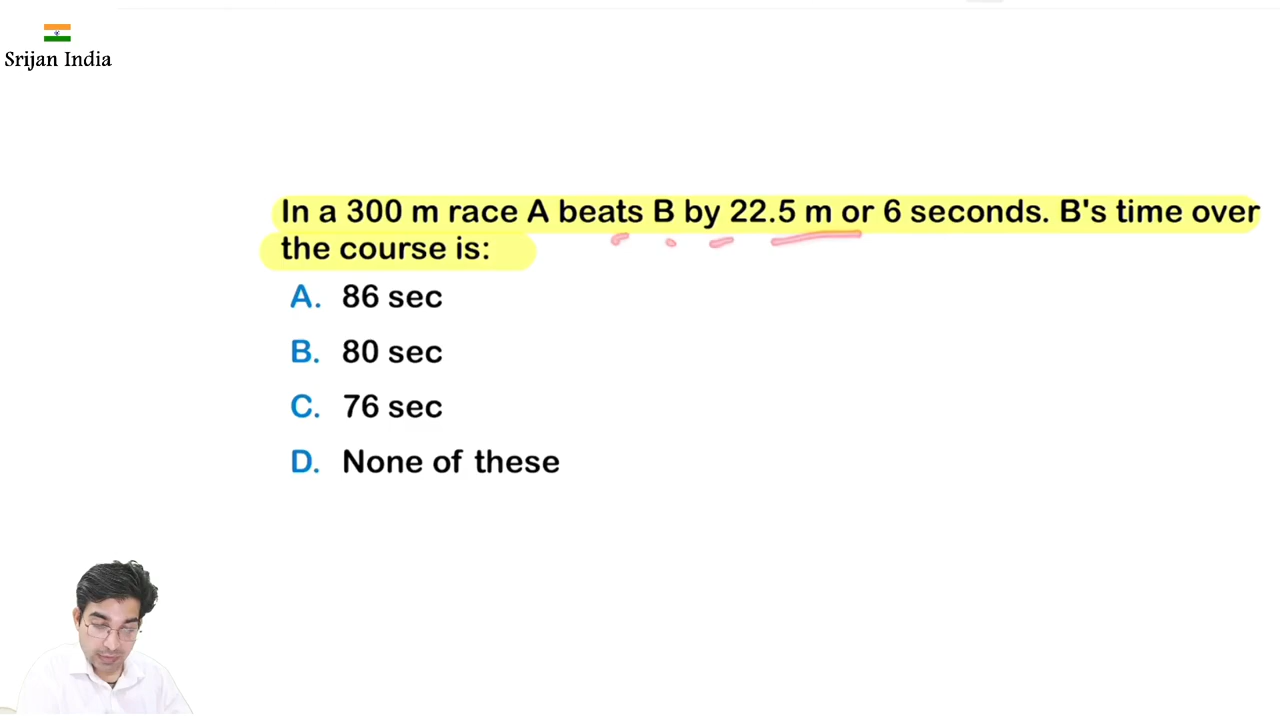 Srijan India
In a 300 m race A beats B by 22.5 m or 6 seconds. B's time over
the course is:
A. 86 sec
B. 80 sec
C. 76 sec
D. None of these